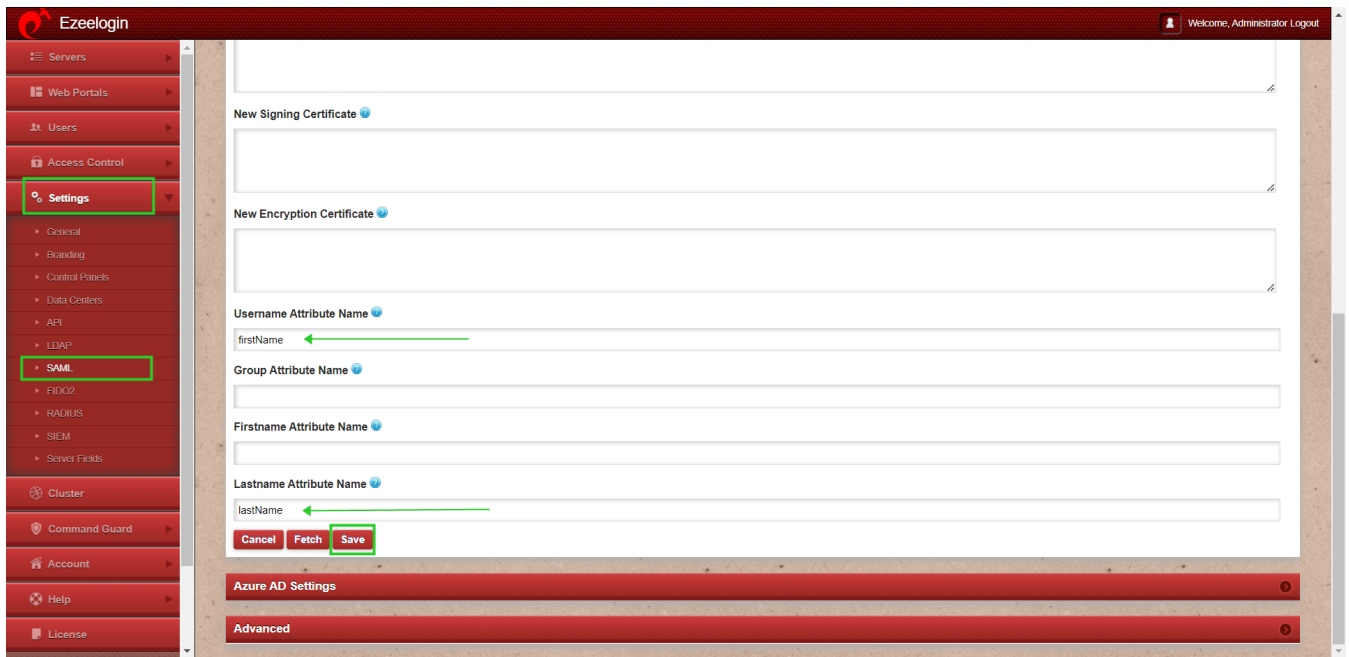 Ezeelogin
Welcome, Administrator Logout
Servers
Web Portals
Users
Access Control
Settings
General
Branding
Control Panels
Data Centers
API
LDAP
SAML
FIDO2
RADIUS
SIEM
Server Fields
Cluster
Command Guard
Account
Help
License
New Signing Certificate
New Encryption Certificate
Username Attribute Name
firstName
Group Attribute Name
Firstname Attribute Name
Lastname Attribute Name
lastName
Cancel Fetch Save
Azure AD Settings
Advanced